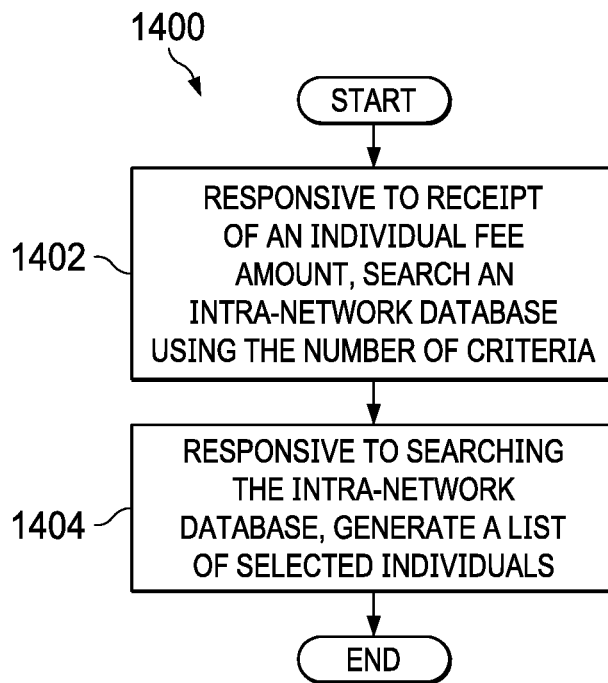 1400
START
1402
RESPONSIVE TO RECEIPT
OF AN INDIVIDUAL FEE
AMOUNT, SEARCH AN
INTRA-NETWORK DATABASE
USING THE NUMBER OF CRITERIA
1404
RESPONSIVE TO SEARCHING
THE INTRA-NETWORK
DATABASE, GENERATE A LIST
OF SELECTED INDIVIDUALS
END